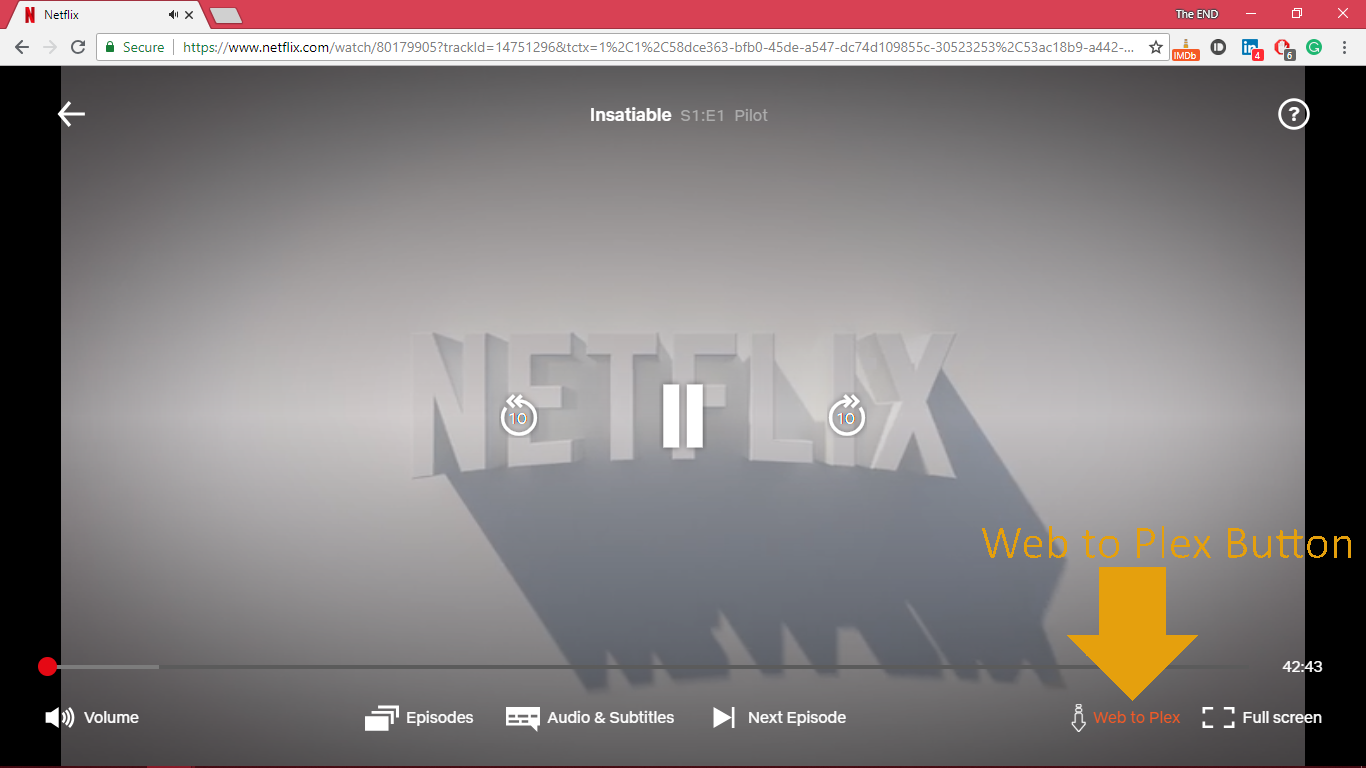 Netflix
The END
Secure
https://www.netflix.com/watch/80179905?trackId=14751296&tctx=1%2C1%2C58dce363-bfb0-45de-a547-dc74d109855c-30523253%2C53ac18b9-a442-...
IMDb
in
4
6
G
Insatiable S1:E1 Pilot
?
NETFLIX
10
10
Web to Plex Button
42:43
Volume
Episodes
Audio & Subtitles
Next Episode
Web to Plex
Full screen